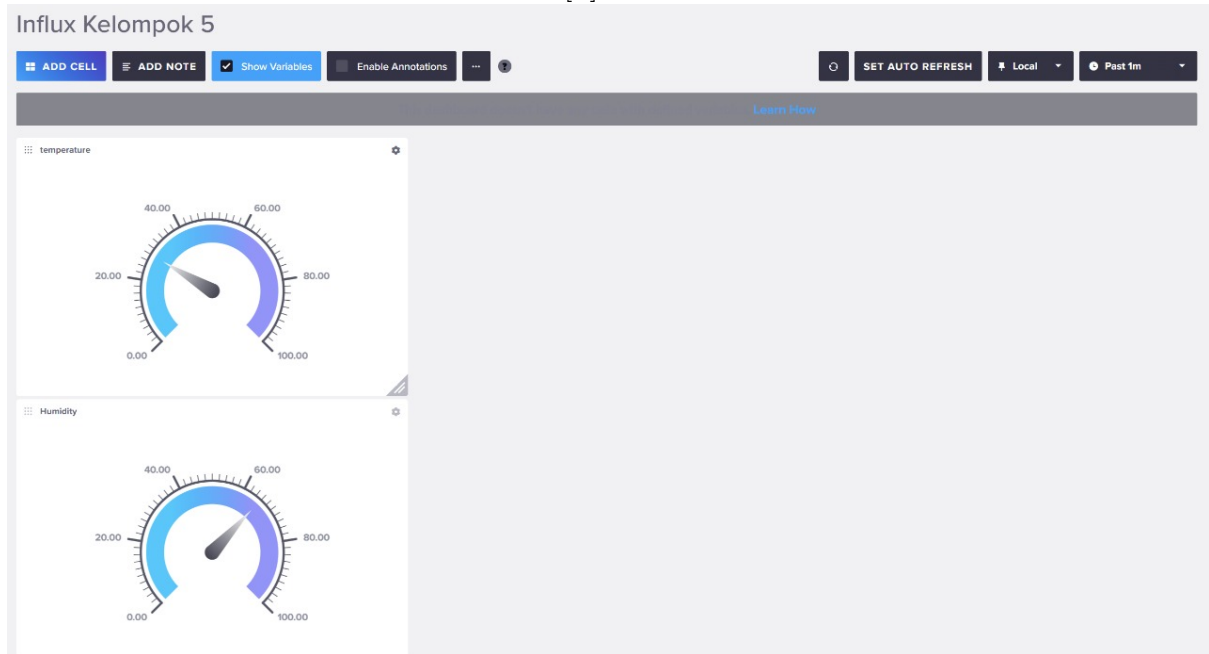 Influx Kelompok 5
ADD CELL ADD NOTE Show Variables Enable Annotations ... SET AUTO REFRESH Local Past 1m
Learn How
temperature
40.00 60.00
20.00 80.00
0.00 100.00
Humidity
40.00 60.00
20.00 80.00
0.00 100.00